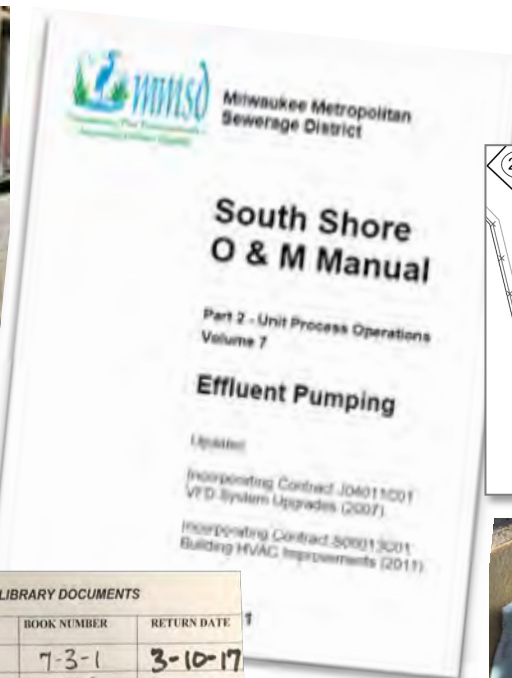 mmsd
Milwaukee Metropolitan
Sewerage District
South Shore
O & M Manual
Part 2 - Unit Process Operations
Volume 7
Effluent Pumping
Updated
Incorporating Contract J04011C01
VFD System Upgrades (2007)
Incorporating Contract
Building HVAC Improvements (2011)
1
LIBRARY DOCUMENTS
BOOK NUMBER RETURN DATE
7-3-1 3-10-17
2